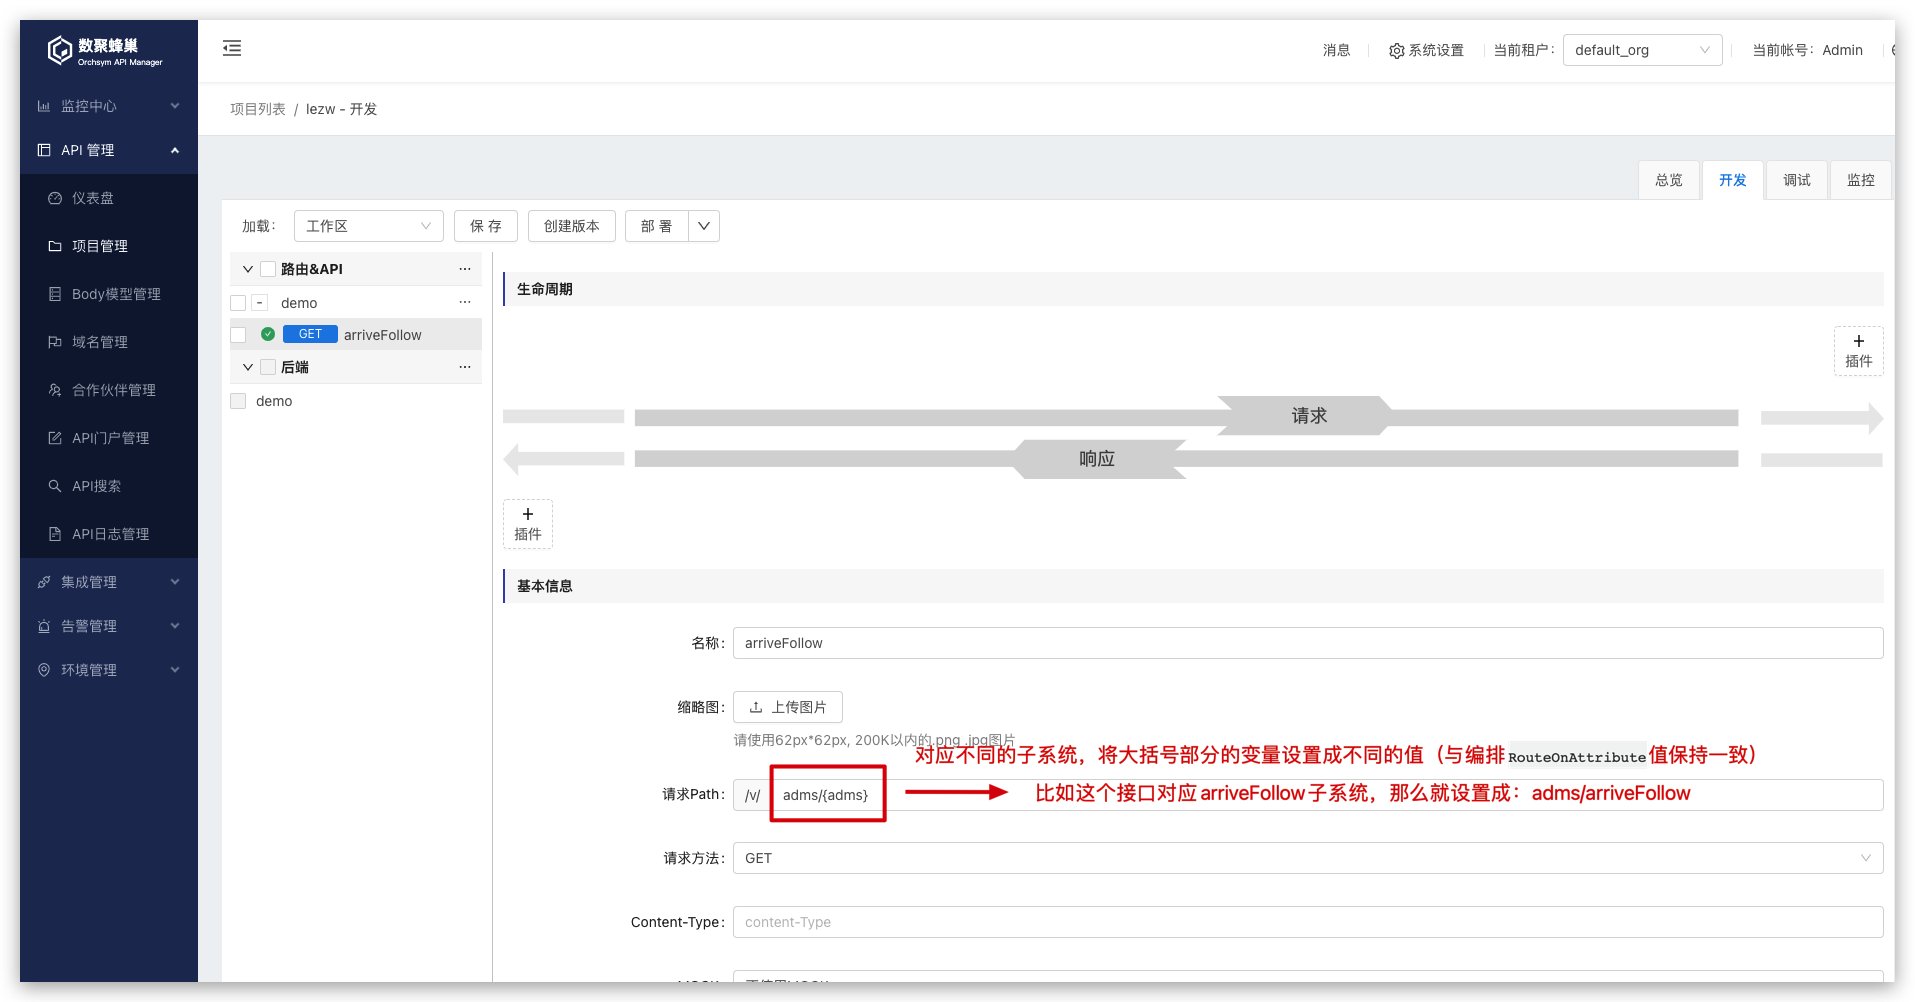 数聚蜂巢
Orchsym API Manager
消息
系统设置
当前租户：
default_org
当前帐号：Admin
监控中心
API 管理
仪表盘
项目管理
Body模型管理
域名管理
合作伙伴管理
API门户管理
API搜索
API日志管理
集成管理
告警管理
环境管理
项目列表 / lezw - 开发
总览
开发
调试
监控
加载：
工作区
保 存
创建版本
部 署
路由&API
···
- demo
···
GET arriveFollow
后端
···
demo
生命周期
+
插件
请求
响应
+
插件
基本信息
名称：
arriveFollow
缩略图：
上传图片
请使用62px*62px, 200K以内的.png .jpg图片
对应不同的子系统，将大括号部分的变量设置成不同的值（与编排RouteOnAttribute值保持一致）
请求Path：
/v/
adms/{adms}
比如这个接口对应arriveFollow子系统，那么就设置成：adms/arriveFollow
请求方法：
GET
Content-Type：
content-Type